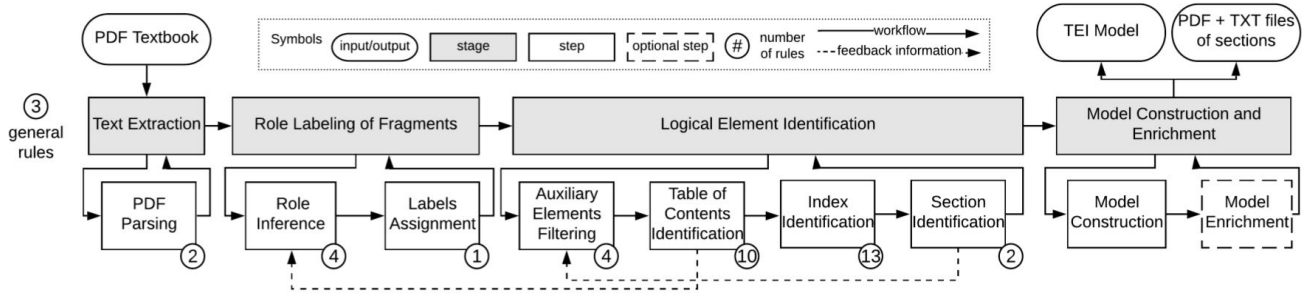 PDF Textbook
Symbols
input/output
stage
step
optional step
#
number
of rules
workflow
feedback information
TEI Model
PDF + TXT files
of sections
3
general
rules
Text Extraction
Role Labeling of Fragments
Logical Element Identification
Model Construction and
Enrichment
PDF
Parsing
2
Role
Inference
4
Labels
Assignment
1
Auxiliary
Elements
Filtering
4
Table of
Contents
Identification
10
Index
Identification
13
Section
Identification
2
Model
Construction
Model
Enrichment